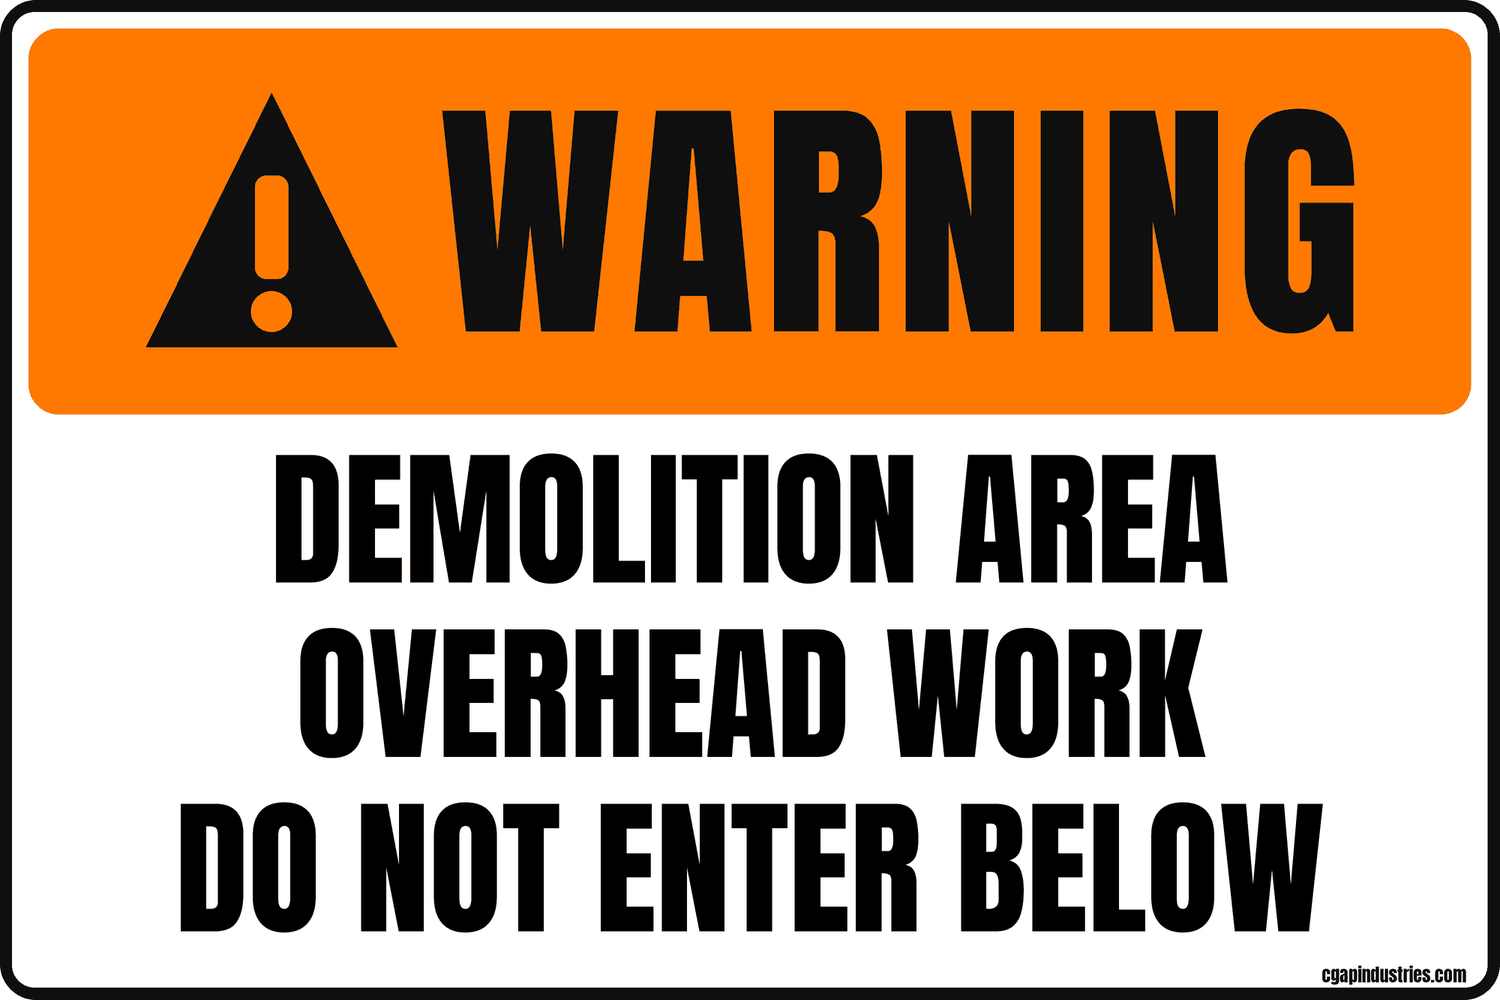 WARNING
DEMOLITION AREA
OVERHEAD WORK
DO NOT ENTER BELOW
cgapindustries.com